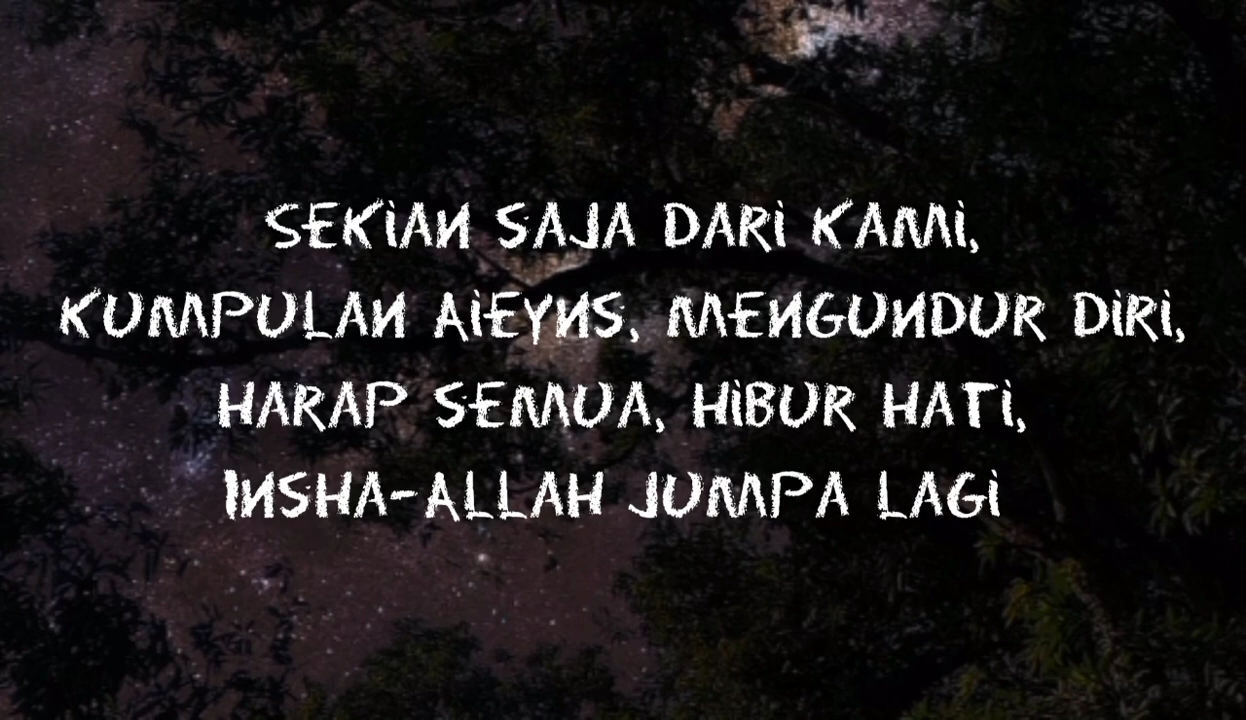 SEKiAN SAJA DARi KAMi,
KUMPULAN AiEYNS, MENGUNDUR DiRi,
HARAP SEMUA, HiBUR HATi,
INSHA-ALLAH JUMPA LAGi